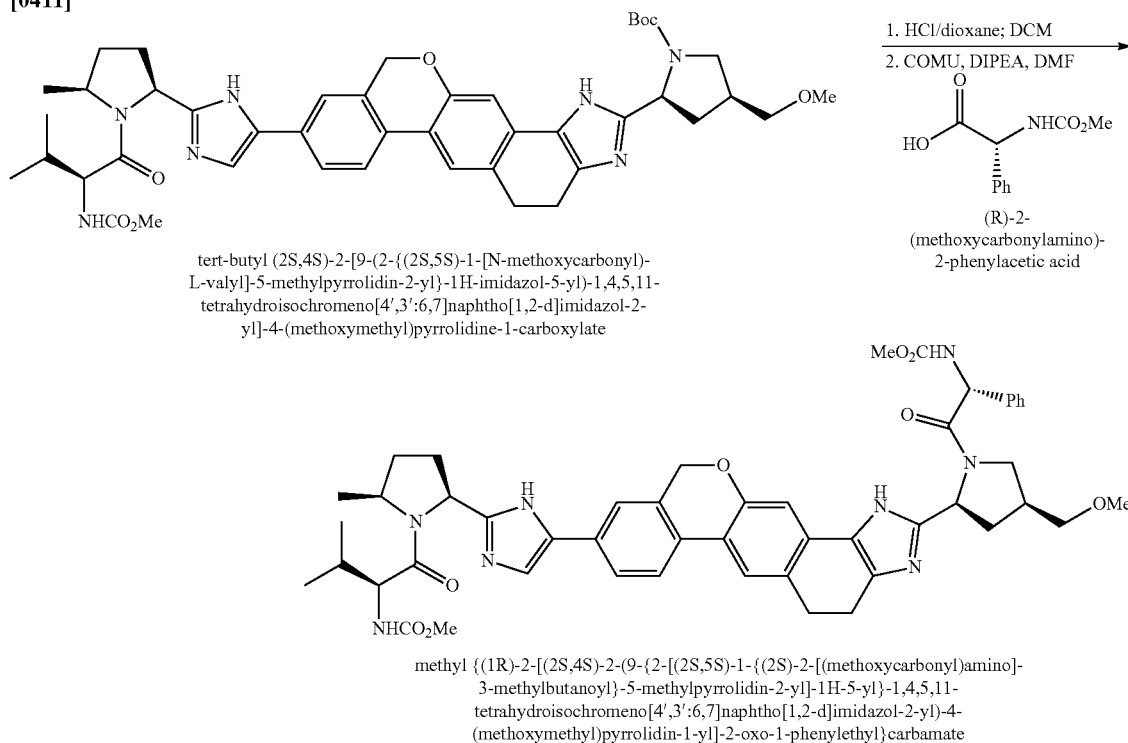 [0411]
Boc
N
O
H
N
N
N
H
N
N
OMe
O
NHCO₂Me
1. HCl/dioxane; DCM
2. COMU, DIPEA, DMF
O
HO
NHCO₂Me
Ph
(R)-2-
(methoxycarbonylamino)-
2-phenylacetic acid
tert-butyl (2S,4S)-2-[9-(2-{(2S,5S)-1-[N-methoxycarbonyl)-
L-valyl]-5-methylpyrrolidin-2-yl}-1H-imidazol-5-yl)-1,4,5,11-
tetrahydroisochromeno[4′,3′:6,7]naphtho[1,2-d]imidazol-2-
yl]-4-(methoxymethyl)pyrrolidine-1-carboxylate
MeO₂CHN
Ph
O
N
O
H
N
N
N
H
N
N
OMe
O
NHCO₂Me
methyl {(1R)-2-[(2S,4S)-2-(9-{2-[(2S,5S)-1-{(2S)-2-[(methoxycarbonyl)amino]-
3-methylbutanoyl}-5-methylpyrrolidin-2-yl]-1H-5-yl}-1,4,5,11-
tetrahydroisochromeno[4′,3′:6,7]naphtho[1,2-d]imidazol-2-yl)-4-
(methoxymethyl)pyrrolidin-1-yl]-2-oxo-1-phenylethyl}carbamate